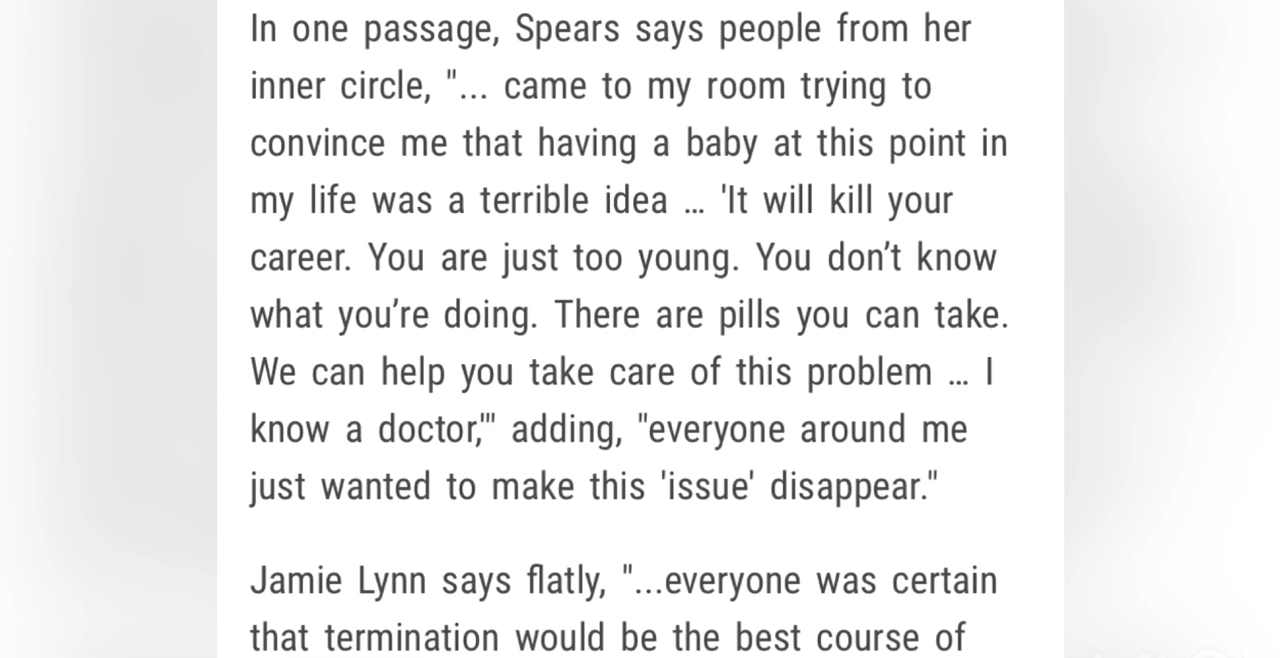 In one passage, Spears says people from her
inner circle, "... came to my room trying to
convince me that having a baby at this point in
my life was a terrible idea … 'It will kill your
career. You are just too young. You don’t know
what you’re doing. There are pills you can take.
We can help you take care of this problem … I
know a doctor,'" adding, "everyone around me
just wanted to make this 'issue' disappear."
Jamie Lynn says flatly, "...everyone was certain
that termination would be the best course of